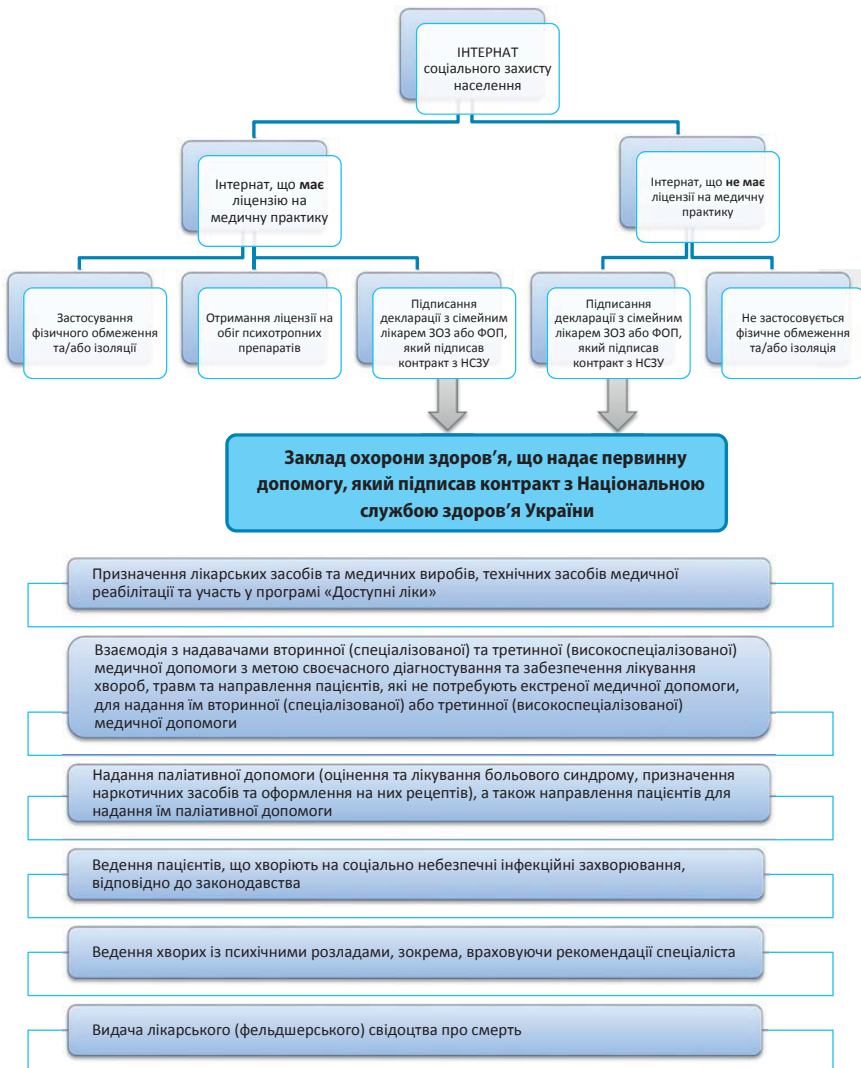 ІНТЕРНАТ
соціального захисту
населення
Інтернат, що має
ліцензію на
медичну практику
Інтернат, що не має
ліцензії на медичну
практику
Застосування
фізичного обмеження
та/або ізоляції
Отримання ліцензії на
обіг психотропних
препаратів
Підписання
декларації з сімейним
лікарем ЗОЗ або ФОП,
який підписав
контракт з НСЗУ
Підписання
декларації з сімейним
лікарем ЗОЗ або ФОП,
який підписав
контракт з НСЗУ
Не застосовується
фізичне обмеження
та/або ізоляція
Заклад охорони здоров’я, що надає первинну
допомогу, який підписав контракт з Національною
службою здоров’я України
Призначення лікарських засобів та медичних виробів, технічних засобів медичної
реабілітації та участь у програмі «Доступні ліки»
Взаємодія з надавачами вторинної (спеціалізованої) та третинної (високоспеціалізованої)
медичної допомоги з метою своєчасного діагностування та забезпечення лікування
хвороб, травм та направлення пацієнтів, які не потребують екстреної медичної допомоги,
для надання їм вторинної (спеціалізованої) або третинної (високоспеціалізованої)
медичної допомоги
Надання паліативної допомоги (оцінення та лікування больового синдрому, призначення
наркотичних засобів та оформлення на них рецептів), а також направлення пацієнтів для
надання їм паліативної допомоги
Ведення пацієнтів, що хворіють на соціально небезпечні інфекційні захворювання,
відповідно до законодавства
Ведення хворих із психічними розладами, зокрема, враховуючи рекомендації спеціаліста
Видача лікарського (фельдшерського) свідоцтва про смерть